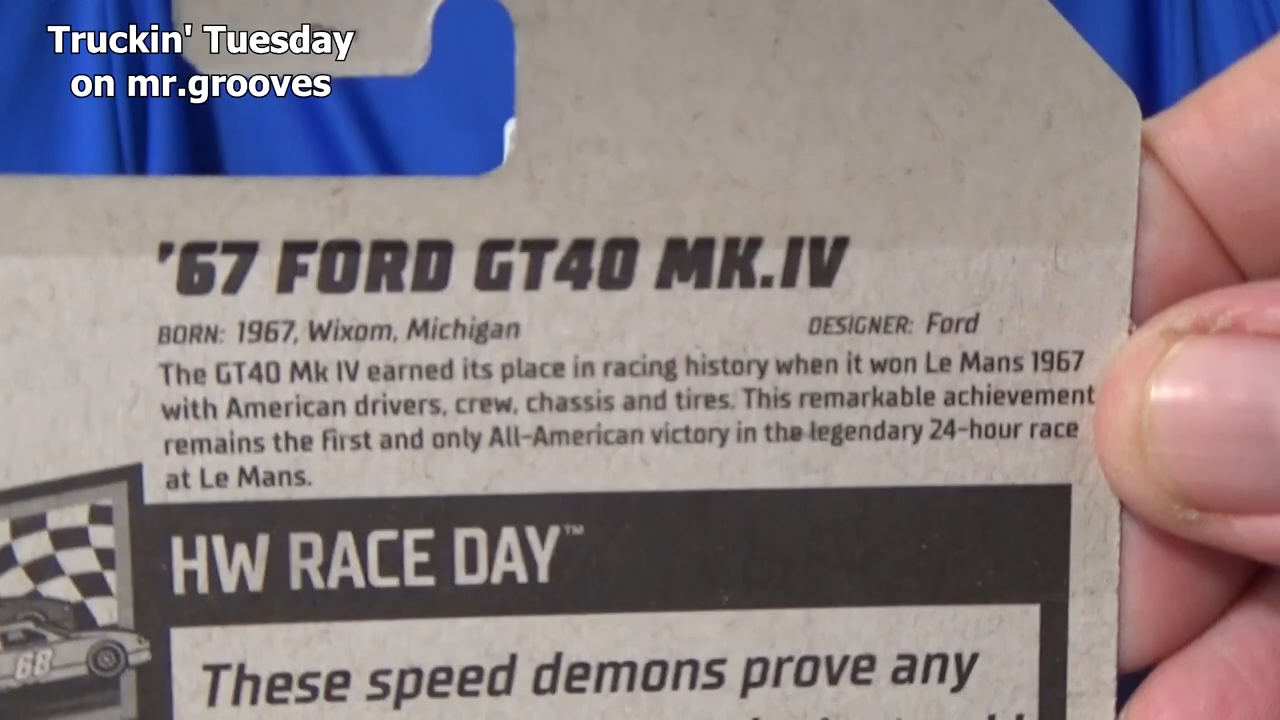 Truckin' Tuesday
on mr.grooves
'67 FORD GT40 MK.IV
BORN: 1967, Wixom, Michigan DESIGNER: Ford
The GT40 Mk IV earned its place in racing history when it won Le Mans 1967
with American drivers, crew, chassis and tires. This remarkable achievement
remains the first and only All-American victory in the legendary 24-hour race
at Le Mans.
HW RACE DAY™
68
These speed demons prove any